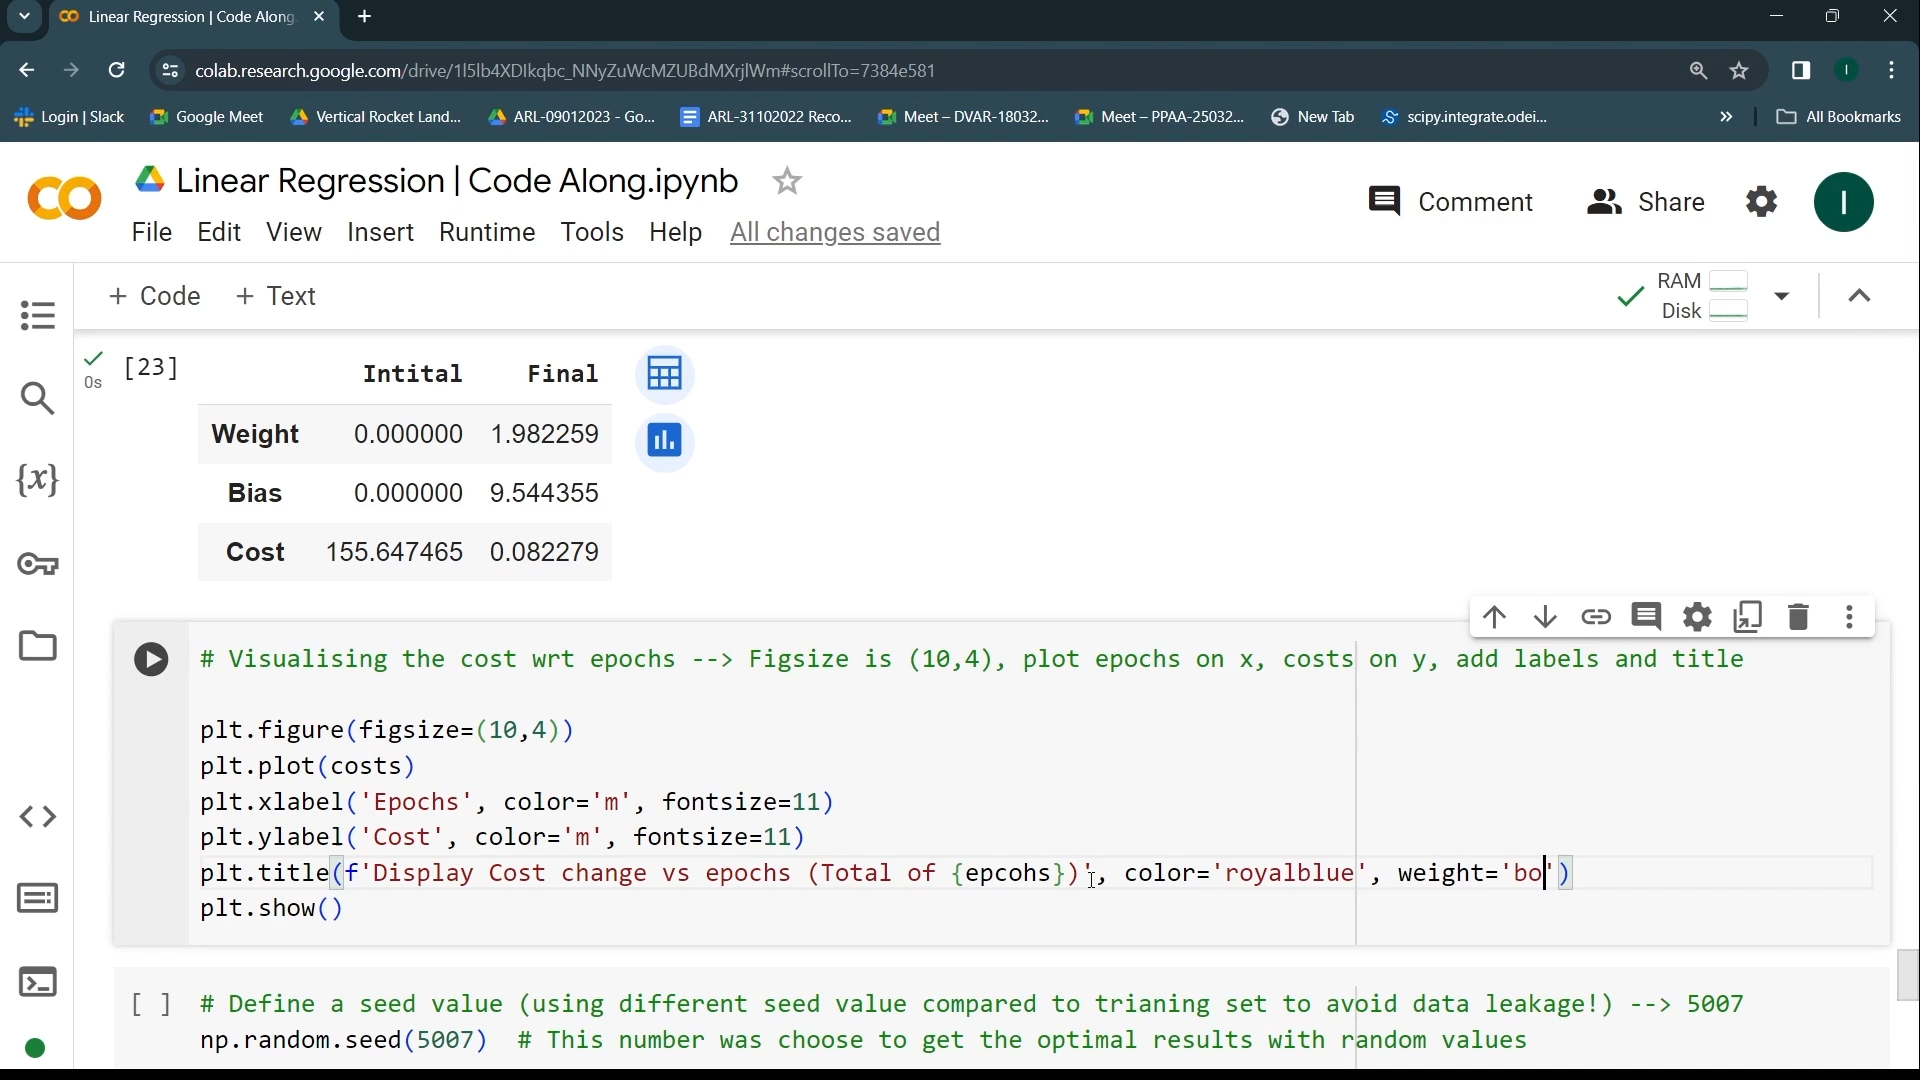 Linear Regression | Code Along.
colab.research.google.com/drive/1l5lb4XDlkqbc_NNyZuWcMZUBdMXrjlWm#scrollTo=7384e581
I
Login | Slack
Google Meet
Vertical Rocket Land...
ARL-09012023 - Go...
ARL-31102022 Reco...
Meet – DVAR-18032...
Meet – PPAA-25032...
New Tab
scipy.integrate.odei...
All Bookmarks
Linear Regression | Code Along.ipynb
Comment
Share
I
File Edit View Insert Runtime Tools Help All changes saved
+ Code + Text
RAM
Disk
[23]
0s
Intital Final
Weight 0.000000 1.982259
Bias 0.000000 9.544355
Cost 155.647465 0.082279
{x}
# Visualising the cost wrt epochs --> Figsize is (10,4), plot epochs on x, costs on y, add labels and title
plt.figure(figsize=(10,4))
plt.plot(costs)
plt.xlabel('Epochs', color='m', fontsize=11)
plt.ylabel('Cost', color='m', fontsize=11)
plt.title(f'Display Cost change vs epochs (Total of {epcohs})', color='royalblue', weight='bo')
plt.show()
[ ] # Define a seed value (using different seed value compared to trianing set to avoid data leakage!) --> 5007
np.random.seed(5007) # This number was choose to get the optimal results with random values